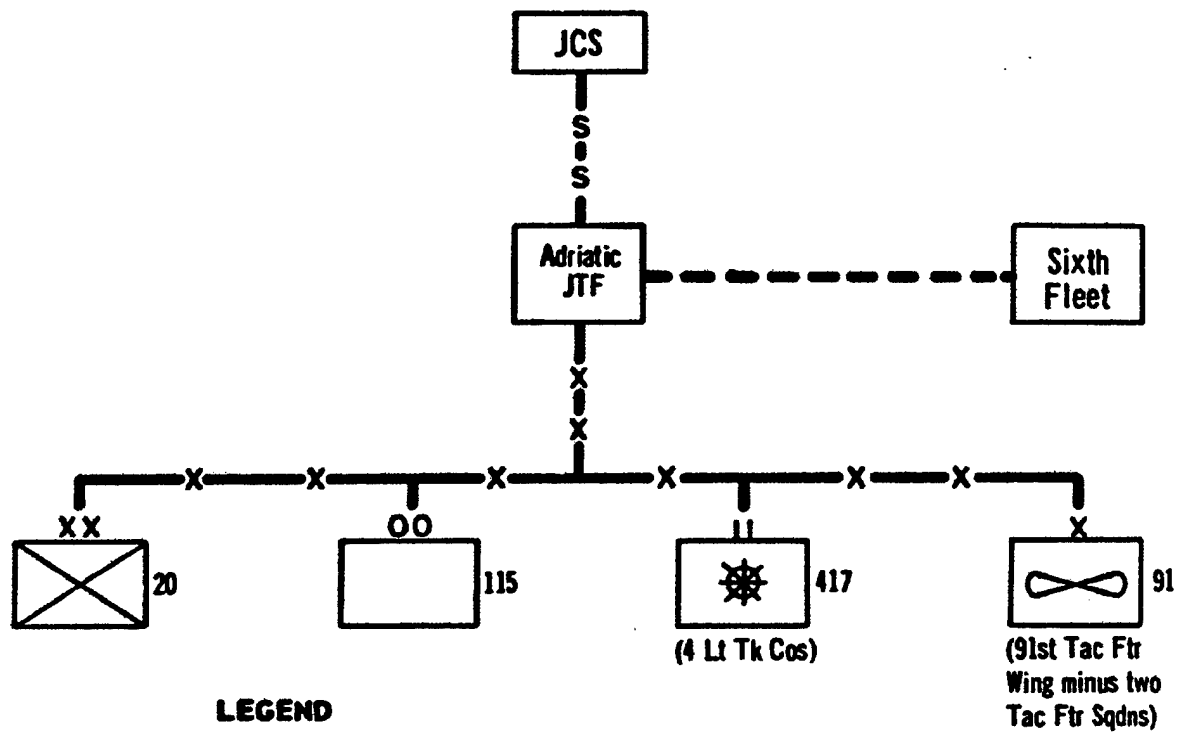 JCS
S
S
Adriatic
JTF
Sixth
Fleet
X
X
X X X X X X
XX OO II X
20 115 417 91
(4 Lt Tk Cos)
(91st Tac Ftr
Wing minus two
Tac Ftr Sqdns)
LEGEND